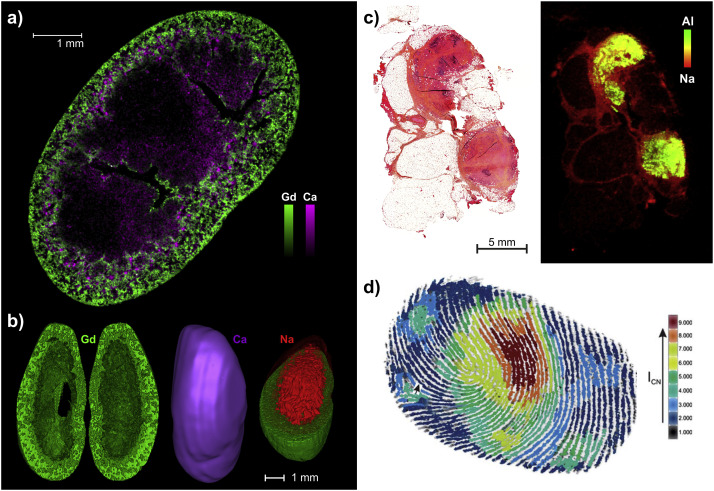 a)
1 mm
Gd Ca
b)
Gd
Ca
Na
1 mm
c)
Al
Na
5 mm
d)
I CN
9.000
8.000
7.000
6.000
5.000
4.000
3.000
2.000
1.000